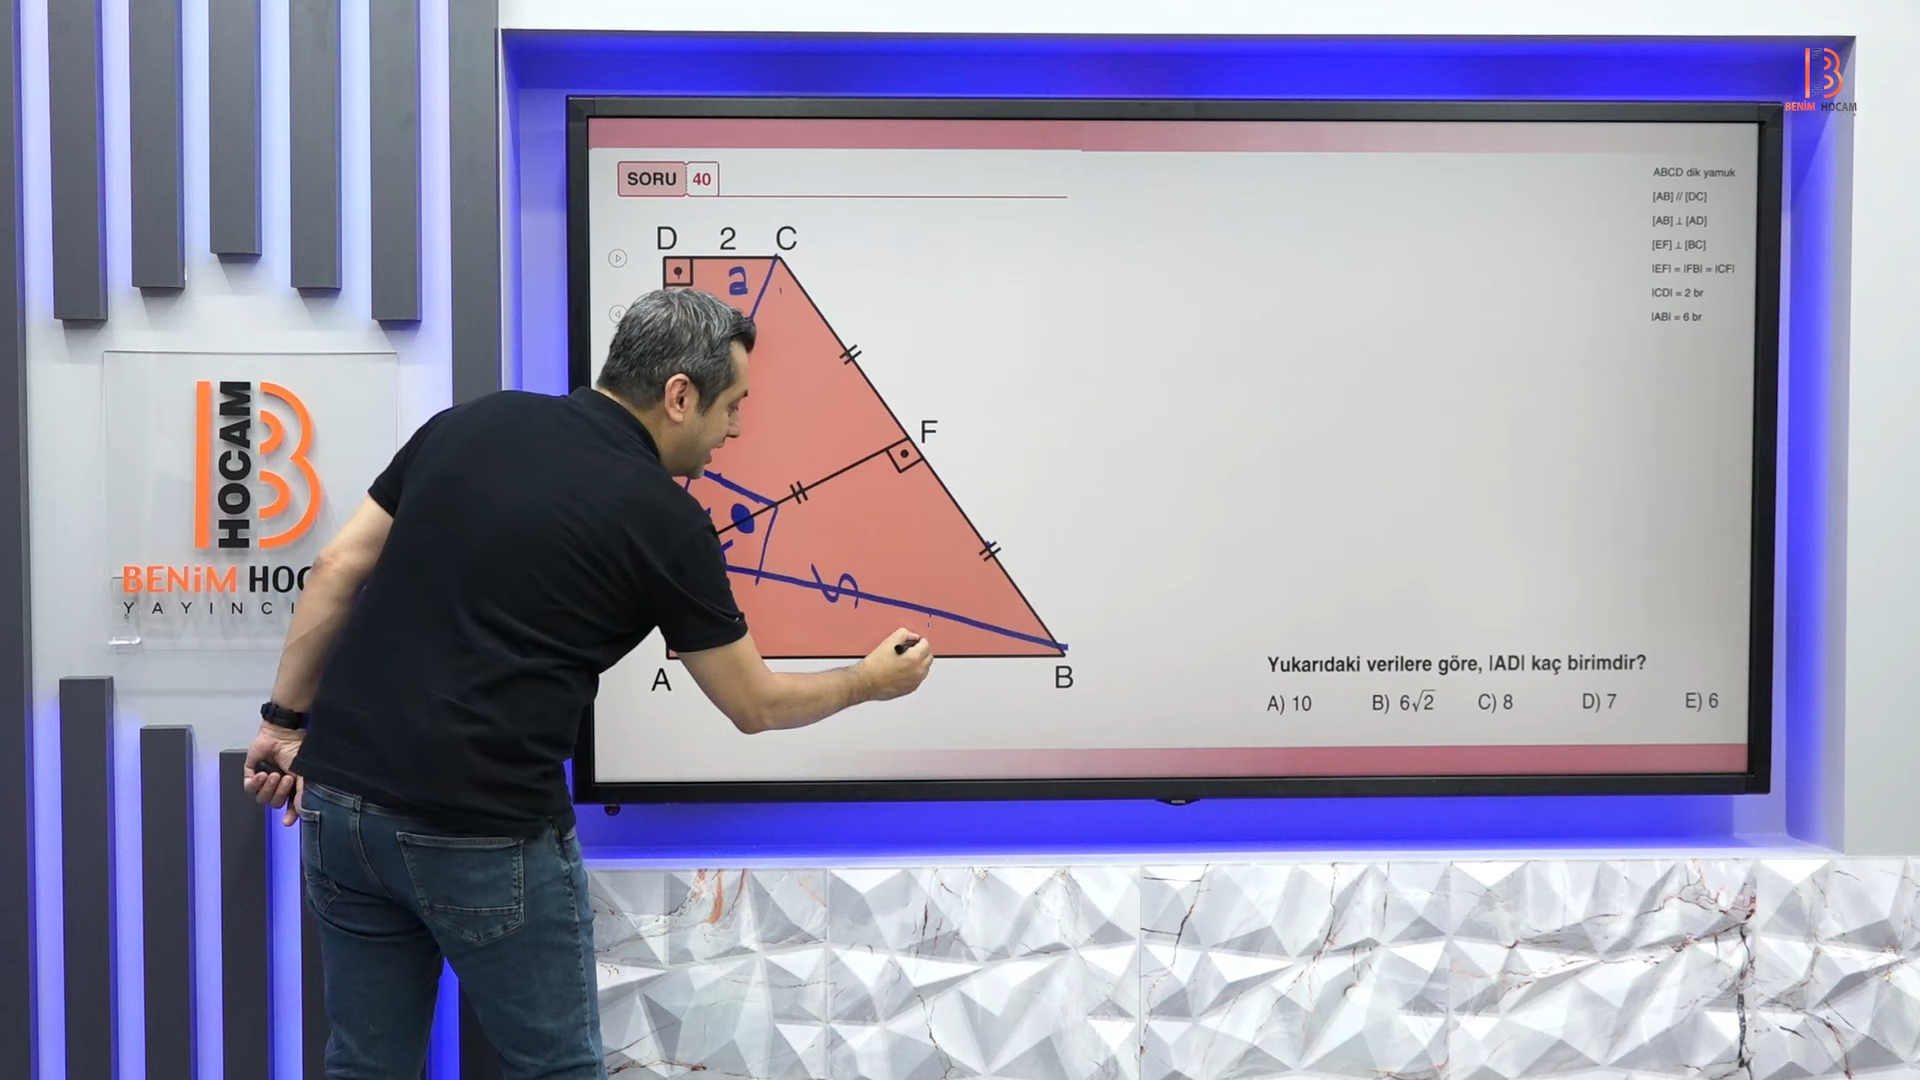 BENİM HOCAM
SORU 40
D 2 C
a
F
S
A
B
ABCD dik yamuk
[AB] // [DC]
[AB] ⊥ [AD]
[EF] ⊥ [BC]
|EF| = |FB| = |CF|
|CD| = 2 br
|AB| = 6 br
Yukarıdaki verilere göre, |AD| kaç birimdir?
A) 10 B) 6√2 C) 8 D) 7 E) 6
HOCAM B
BENİM HOC
YAYINCI